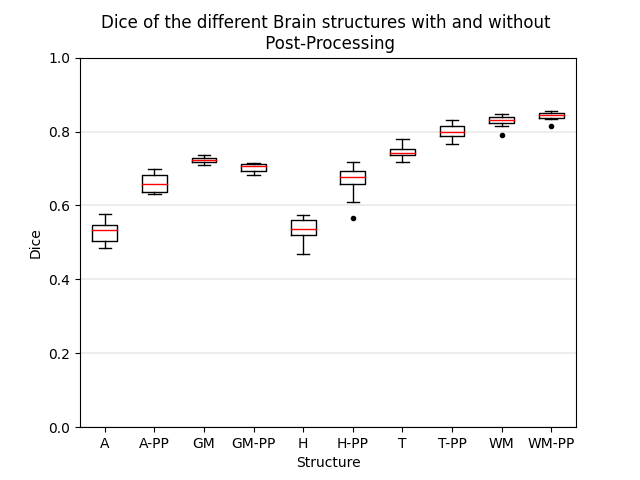 Dice of the different Brain structures with and without
Post-Processing
1.0
0.8
0.6
0.4
0.2
0.0
Dice
A A-PP GM GM-PP H H-PP T T-PP WM WM-PP
Structure